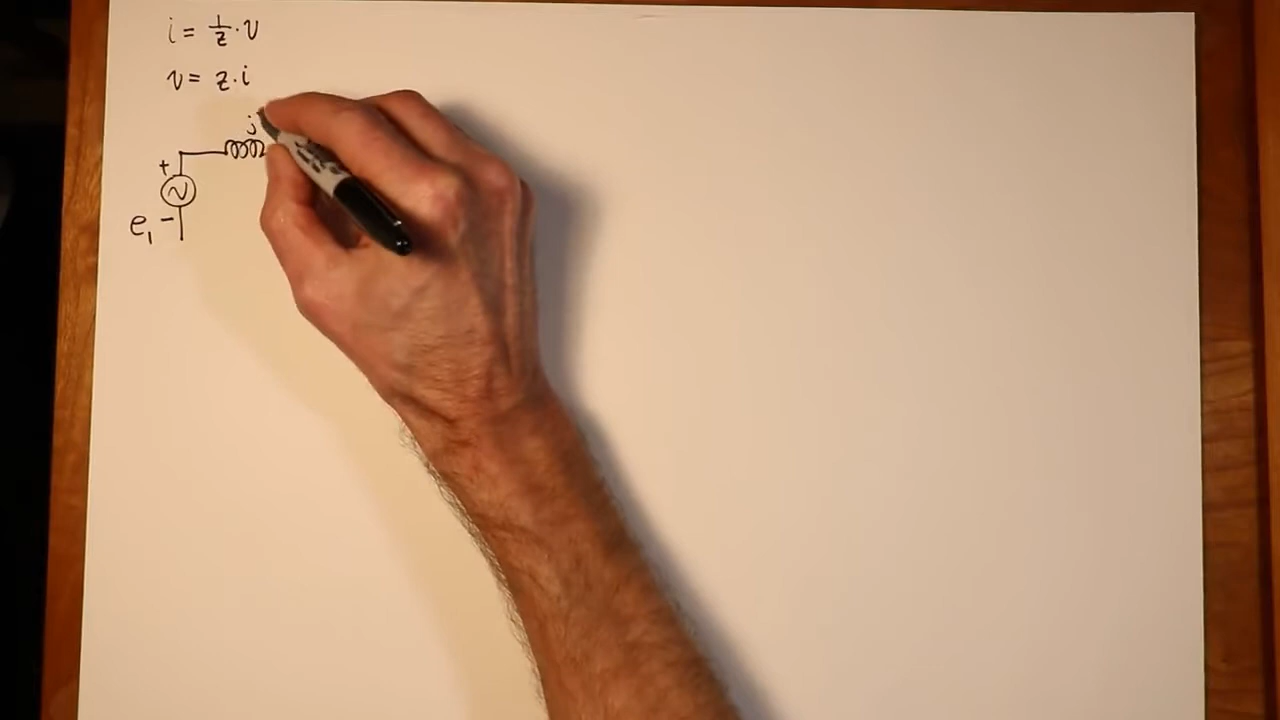 i = 1/z · v
v = z · i
j
+
e₁ −